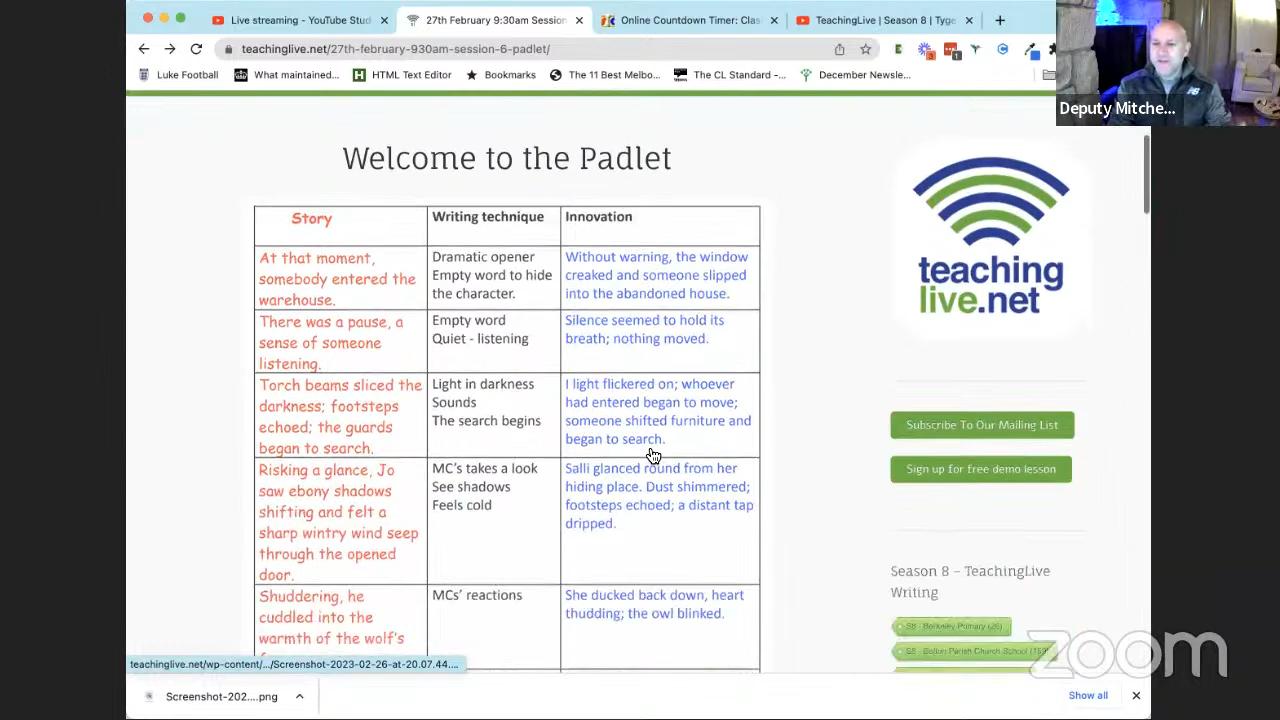 Live streaming - YouTube Stud
27th February 9:30am Session
Online Countdown Timer: Clas
TeachingLive | Season 8 | Tyge
teachinglive.net/27th-february-930am-session-6-padlet/
Luke Football
What maintained...
HTML Text Editor
Bookmarks
The 11 Best Melbo...
The CL Standard -...
December Newsle...
Deputy Mitche...
Welcome to the Padlet
Story
Writing technique
Innovation
At that moment,
somebody entered the
warehouse.
Dramatic opener
Empty word to hide
the character.
Without warning, the window
creaked and someone slipped
into the abandoned house.
There was a pause, a
sense of someone
listening.
Empty word
Quiet - listening
Silence seemed to hold its
breath; nothing moved.
Torch beams sliced the
darkness; footsteps
echoed; the guards
began to search.
Light in darkness
Sounds
The search begins
I light flickered on; whoever
had entered began to move;
someone shifted furniture and
began to search.
Risking a glance, Jo
saw ebony shadows
shifting and felt a
sharp wintry wind seep
through the opened
door.
MC's takes a look
See shadows
Feels cold
Salli glanced round from her
hiding place. Dust shimmered;
footsteps echoed; a distant tap
dripped.
Shuddering, he
cuddled into the
warmth of the wolf's
MCs' reactions
She ducked back down, heart
thudding; the owl blinked.
teaching
live.net
Subscribe To Our Mailing List
Sign up for free demo lesson
Season 8 – TeachingLive
Writing
S8 - Berkeley Primary (26)
S8 - Bolton Parish Church School
zoom
teachinglive.net/wp-content/.../Screenshot-2023-02-26-at-20.07.44....
Screenshot-202....png
Show all